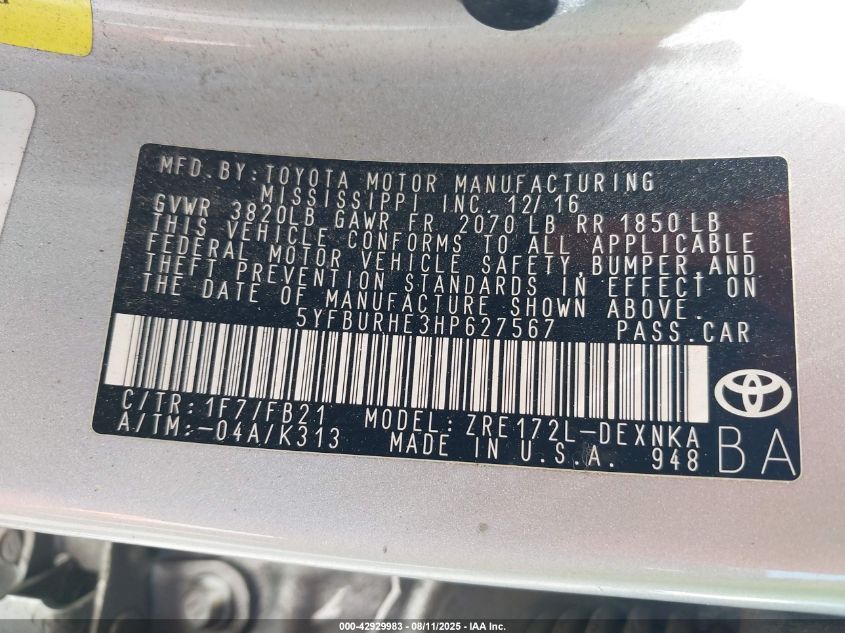 MFD. BY: TOYOTA MOTOR MANUFACTURING
MISSISSIPPI INC. 12/16
GVWR 3820LB GAWR FR 2070 LB RR 1850 LB
THIS VEHICLE CONFORMS TO ALL APPLICABLE
FEDERAL MOTOR VEHICLE SAFETY, BUMPER, AND
THEFT PREVENTION STANDARDS IN EFFECT ON
THE DATE OF MANUFACTURE SHOWN ABOVE.
5YFBURHE3HP627567 PASS. CAR
C/TR: 1F7/FB21 MODEL: ZRE172L-DEXNKA
A/TM: -04A/K313 MADE IN U.S.A. 948 BA
000-42929983 - 08/11/2025 - IAA Inc.